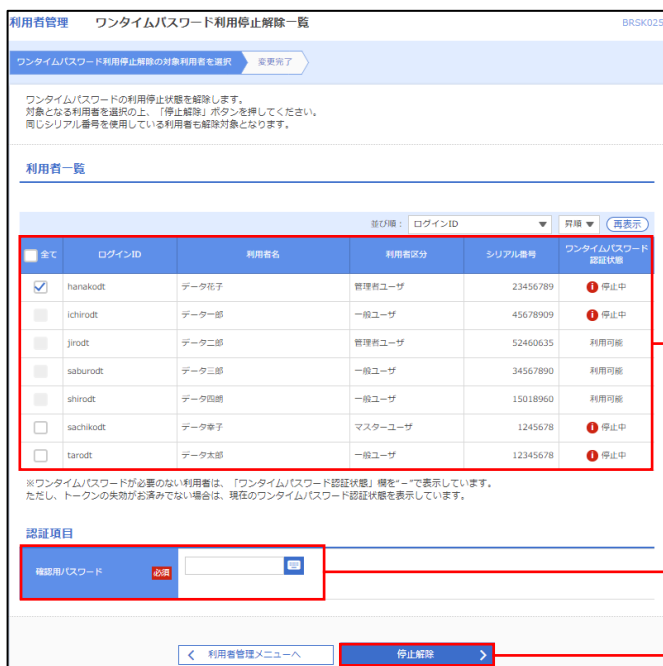 利用者管理 ワンタイムパスワード利用停止解除一覧 BRSK025
ワンタイムパスワード利用停止解除の対象利用者を選択 変更完了
ワンタイムパスワードの利用停止状態を解除します。
対象となる利用者を選択の上、「停止解除」ボタンを押してください。
同じシリアル番号を使用している利用者も解除対象となります。
利用者一覧
並び順： ログインID ▼ 昇順 ▼ 再表示
全て ログインID 利用者名 利用者区分 シリアル番号 ワンタイムパスワード
認証状態
hanakodt データ花子 管理者ユーザ 23456789 停止中
ichirodt データ一郎 一般ユーザ 45678909 停止中
jirodt データ二郎 管理者ユーザ 52460635 利用可能
saburodt データ三郎 一般ユーザ 34567890 利用可能
shirodt データ四朗 一般ユーザ 15018960 利用可能
sachikodt データ幸子 マスターユーザ 1245678 停止中
tarodt データ太郎 一般ユーザ 12345678 停止中
※ワンタイムパスワードが必要のない利用者は、「ワンタイムパスワード認証状態」欄を"－"で表示しています。
ただし、トークンの失効がお済みでない場合は、現在のワンタイムパスワード認証状態を表示しています。
認証項目
確認用パスワード 必須
利用者管理メニューへ 停止解除